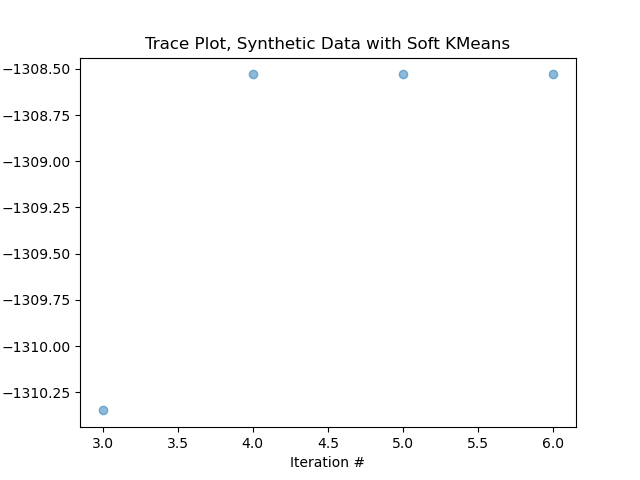 Trace Plot, Synthetic Data with Soft KMeans
−1308.50
−1308.75
−1309.00
−1309.25
−1309.50
−1309.75
−1310.00
−1310.25
3.0 3.5 4.0 4.5 5.0 5.5 6.0
Iteration #